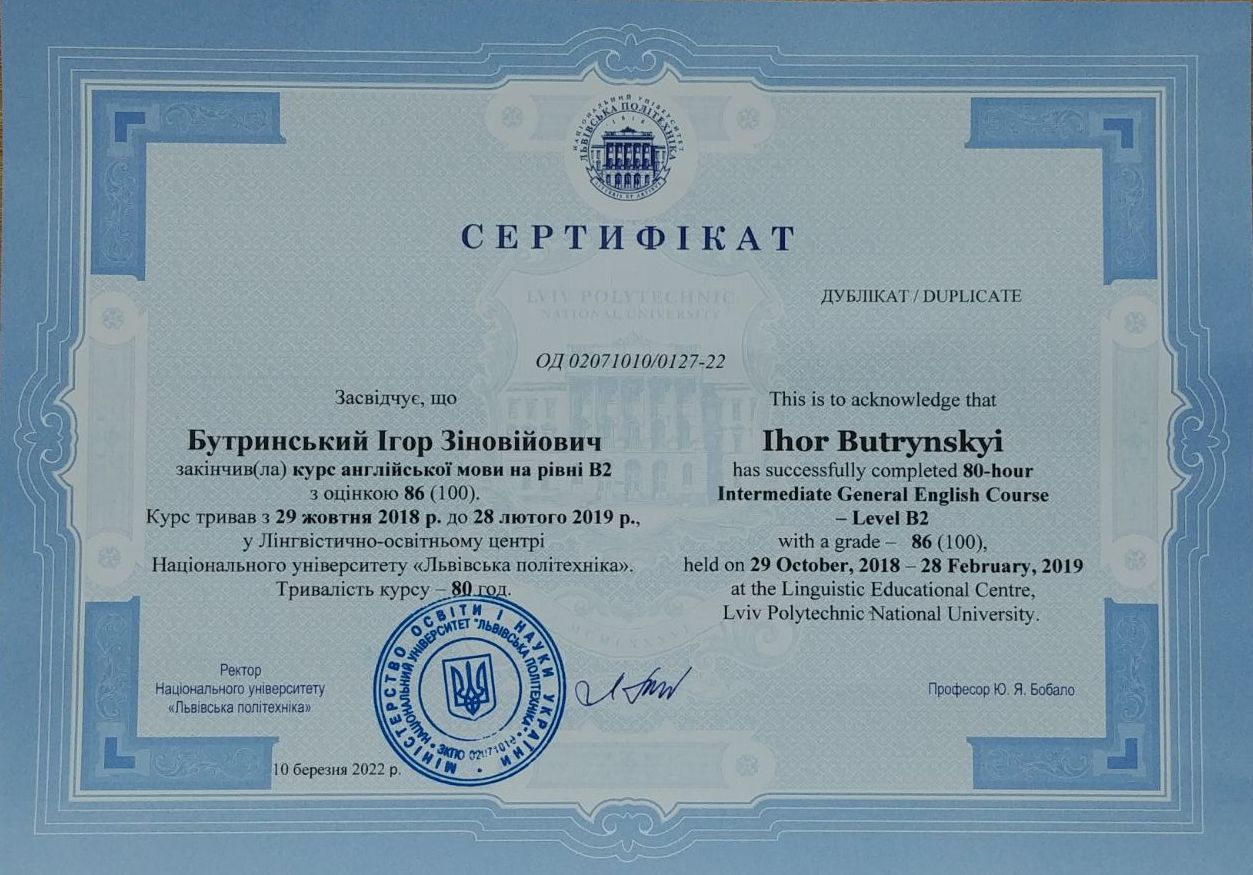 НАЦІОНАЛЬНИЙ УНІВЕРСИТЕТ
ЛЬВІВСЬКА ПОЛІТЕХНІКА
1816
СЕРТИФІКАТ
LVIV POLYTECHNIC
NATIONAL UNIVERSITY
ДУБЛІКАТ / DUPLICATE
ОД 02071010/0127-22
Засвідчує, що
Бутринський Ігор Зіновійович
закінчив(ла) курс англійської мови на рівні В2
з оцінкою 86 (100).
Курс тривав з 29 жовтня 2018 р. до 28 лютого 2019 р.,
у Лінгвістично-освітньому центрі
Національного університету «Львівська політехніка».
Тривалість курсу – 80 год.
This is to acknowledge that
Ihor Butrynskyi
has successfully completed 80-hour
Intermediate General English Course
– Level B2
with a grade – 86 (100),
held on 29 October, 2018 – 28 February, 2019
at the Linguistic Educational Centre,
Lviv Polytechnic National University.
Ректор
Національного університету
«Львівська політехніка»
МІНІСТЕРСТВО ОСВІТИ І НАУКИ УКРАЇНИ
НАЦІОНАЛЬНИЙ УНІВЕРСИТЕТ "ЛЬВІВСЬКА ПОЛІТЕХНІКА"
ЗКПО
Професор Ю. Я. Бобало
10 березня 2022 р.